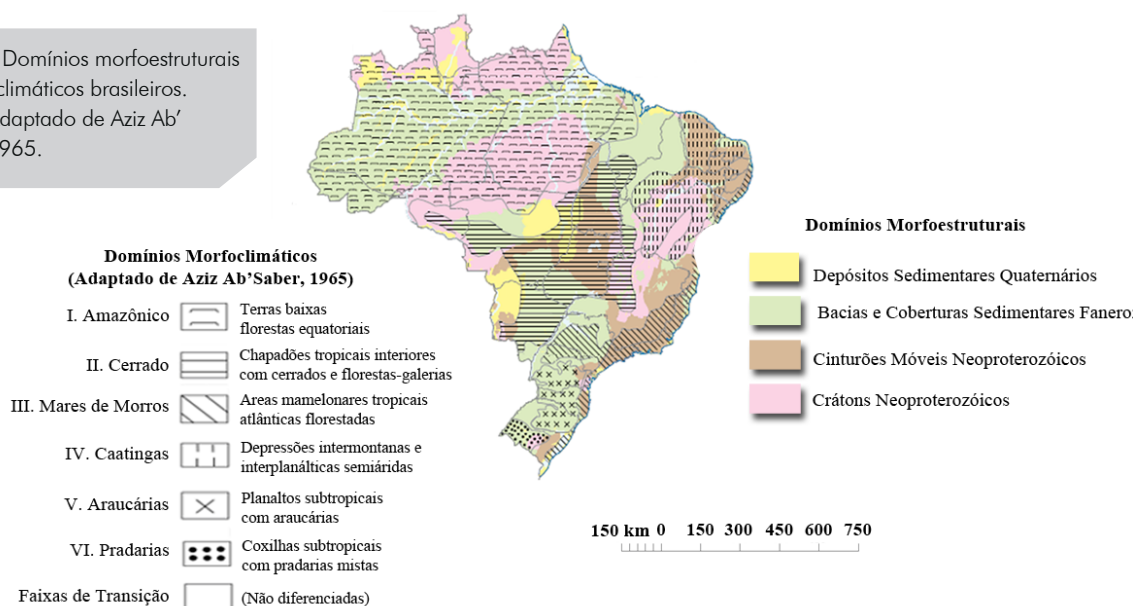 Domínios morfoestruturais
climáticos brasileiros.
daptado de Aziz Ab’
965.
Domínios Morfoclimáticos
(Adaptado de Aziz Ab’Saber, 1965)
I. Amazônico
Terras baixas
florestas equatoriais
II. Cerrado
Chapadões tropicais interiores
com cerrados e florestas-galerias
III. Mares de Morros
Areas mamelonares tropicais
atlânticas florestadas
IV. Caatingas
Depressões intermontanas e
interplanálticas semiáridas
V. Araucárias
Planaltos subtropicais
com araucárias
VI. Pradarias
Coxilhas subtropicais
com pradarias mistas
Faixas de Transição
(Não diferenciadas)
Domínios Morfoestruturais
Depósitos Sedimentares Quaternários
Bacias e Coberturas Sedimentares Faneroz
Cinturões Móveis Neoproterozóicos
Crátons Neoproterozóicos
150 km 0 150 300 450 600 750